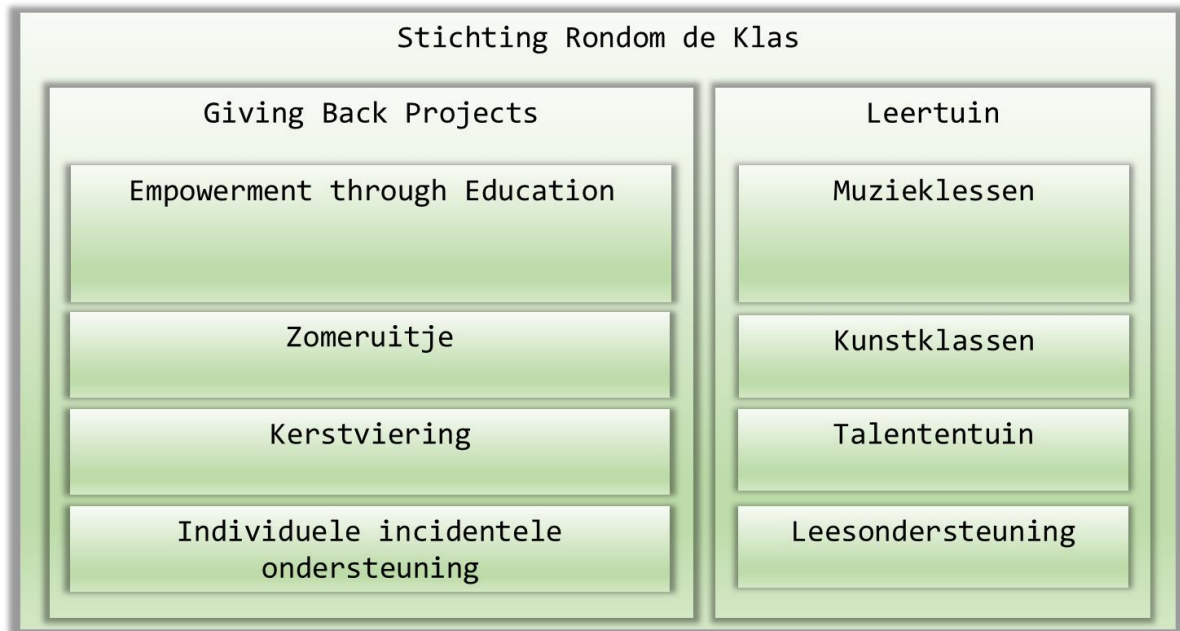 Stichting Rondom de Klas
Giving Back Projects
Empowerment through Education
Zomeruitje
Kerstviering
Individuele incidentele
ondersteuning
Leertuin
Muzieklessen
Kunstklassen
Talententuin
Leesondersteuning